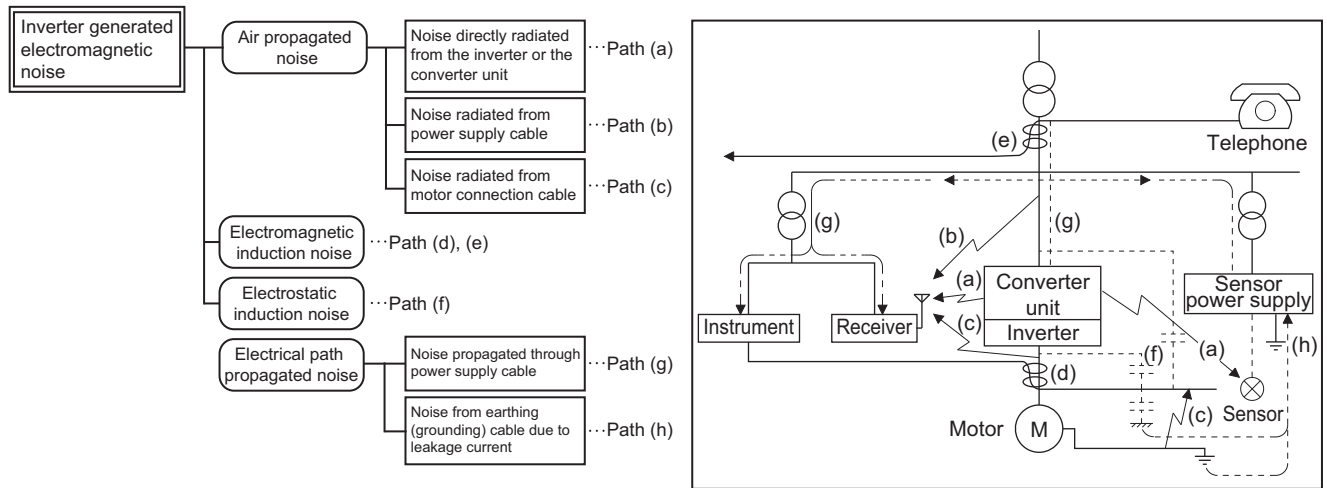 Inverter generated
electromagnetic
noise
Air propagated
noise
Noise directly radiated
from the inverter or the
converter unit
···Path (a)
Noise radiated from
power supply cable
···Path (b)
Noise radiated from
motor connection cable
···Path (c)
Electromagnetic
induction noise
···Path (d), (e)
Electrostatic
induction noise
···Path (f)
Electrical path
propagated noise
Noise propagated through
power supply cable
···Path (g)
Noise from earthing
(grounding) cable due to
leakage current
···Path (h)
(e)
Telephone
(g)
(g)
(b)
(a)
Converter
unit
Inverter
Sensor
power supply
Instrument
Receiver
(c)
(f)
(a)
(h)
(d)
Sensor
(c)
Motor
M